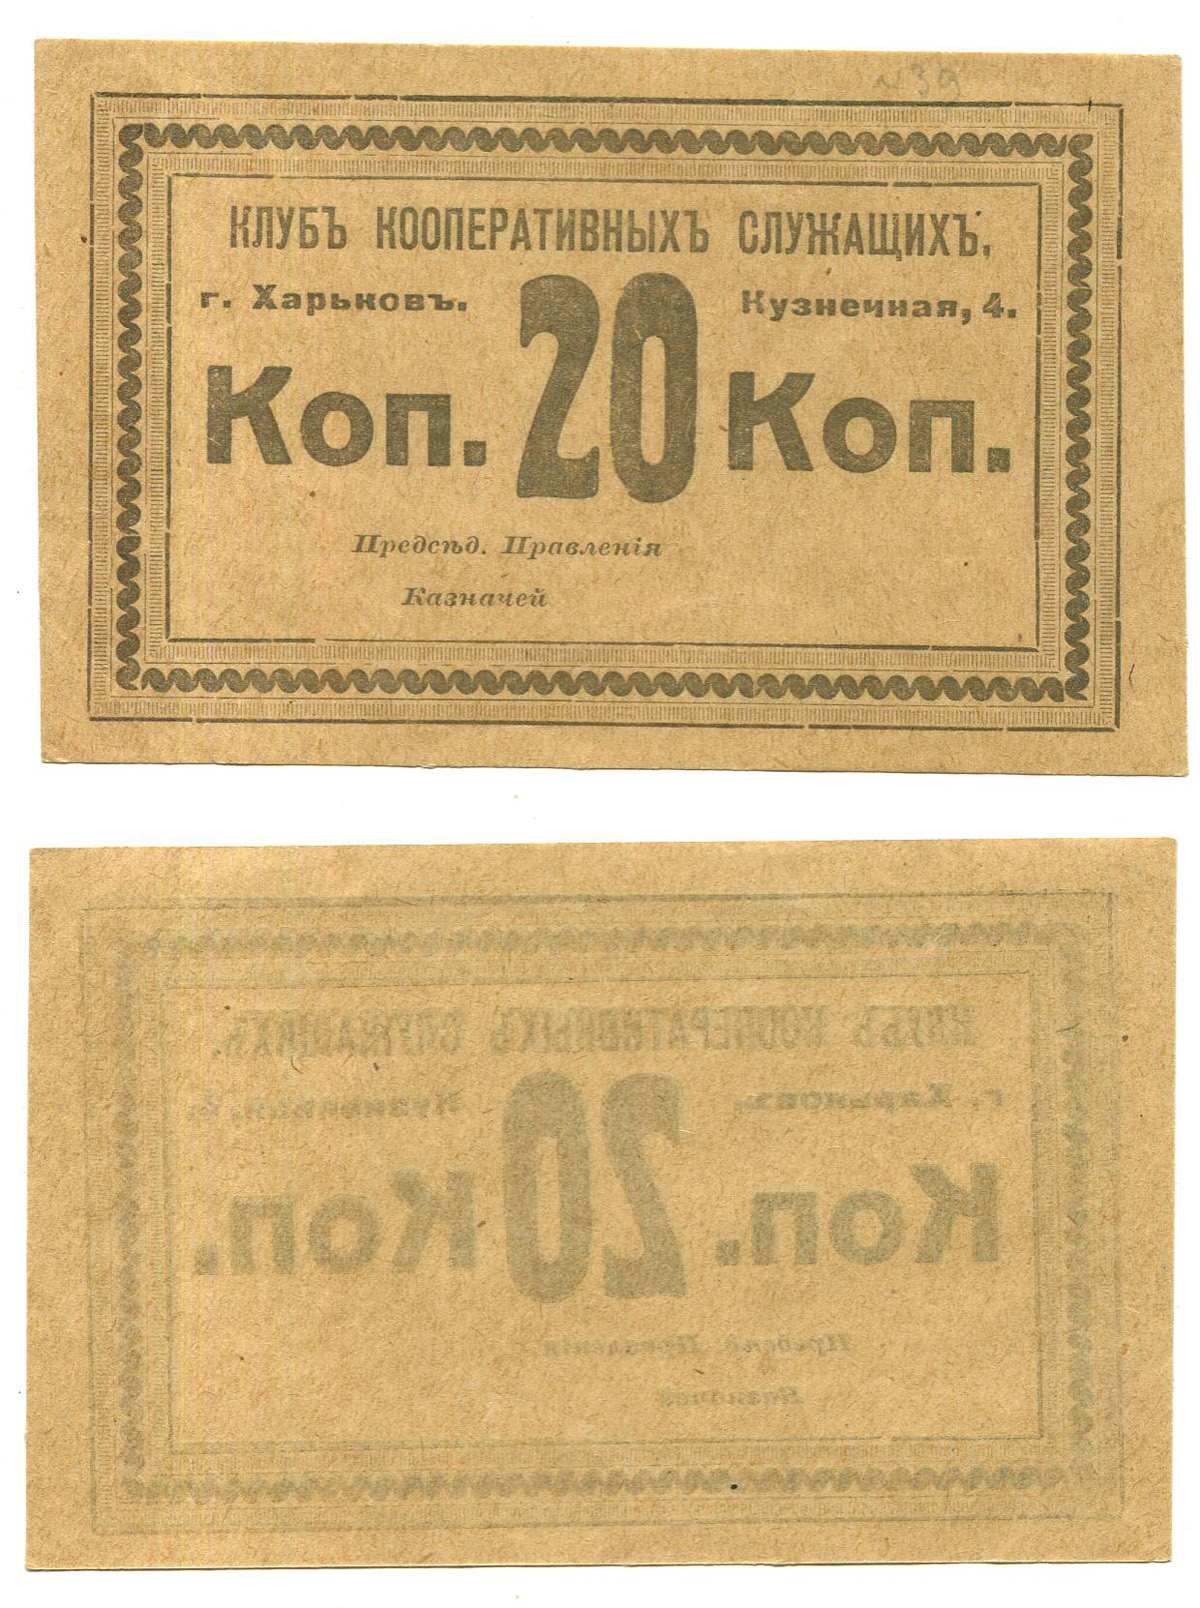 КЛУБЪ КООПЕРАТИВНЫХЪ СЛУЖАЩИХЪ,
г. Харьковъ. Кузнечная, 4.
Коп. 20 Коп.
Предсѣд. Правленія
Казначей